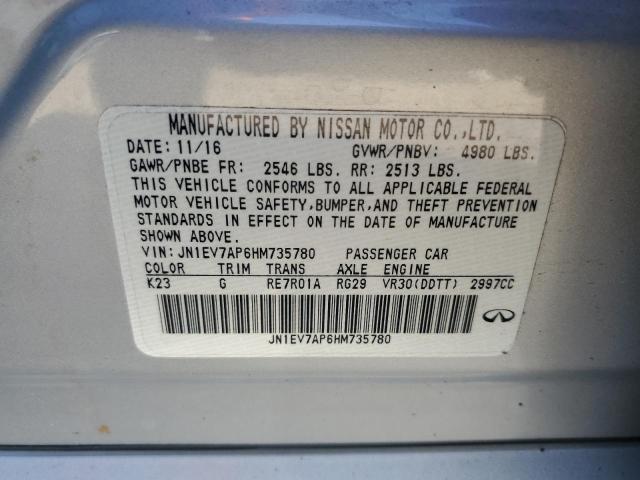 MANUFACTURED BY NISSAN MOTOR CO.,LTD.
DATE: 11/16 GVWR/PNBV: 4980 LBS.
GAWR/PNBE FR: 2546 LBS. RR: 2513 LBS.
THIS VEHICLE CONFORMS TO ALL APPLICABLE FEDERAL
MOTOR VEHICLE SAFETY,BUMPER,AND THEFT PREVENTION
STANDARDS IN EFFECT ON THE DATE OF MANUFACTURE
SHOWN ABOVE.
VIN:JN1EV7AP6HM735780 PASSENGER CAR
COLOR TRIM TRANS AXLE ENGINE
K23 G RE7R01A RG29 VR30(DDTT) 2997CC
JN1EV7AP6HM735780